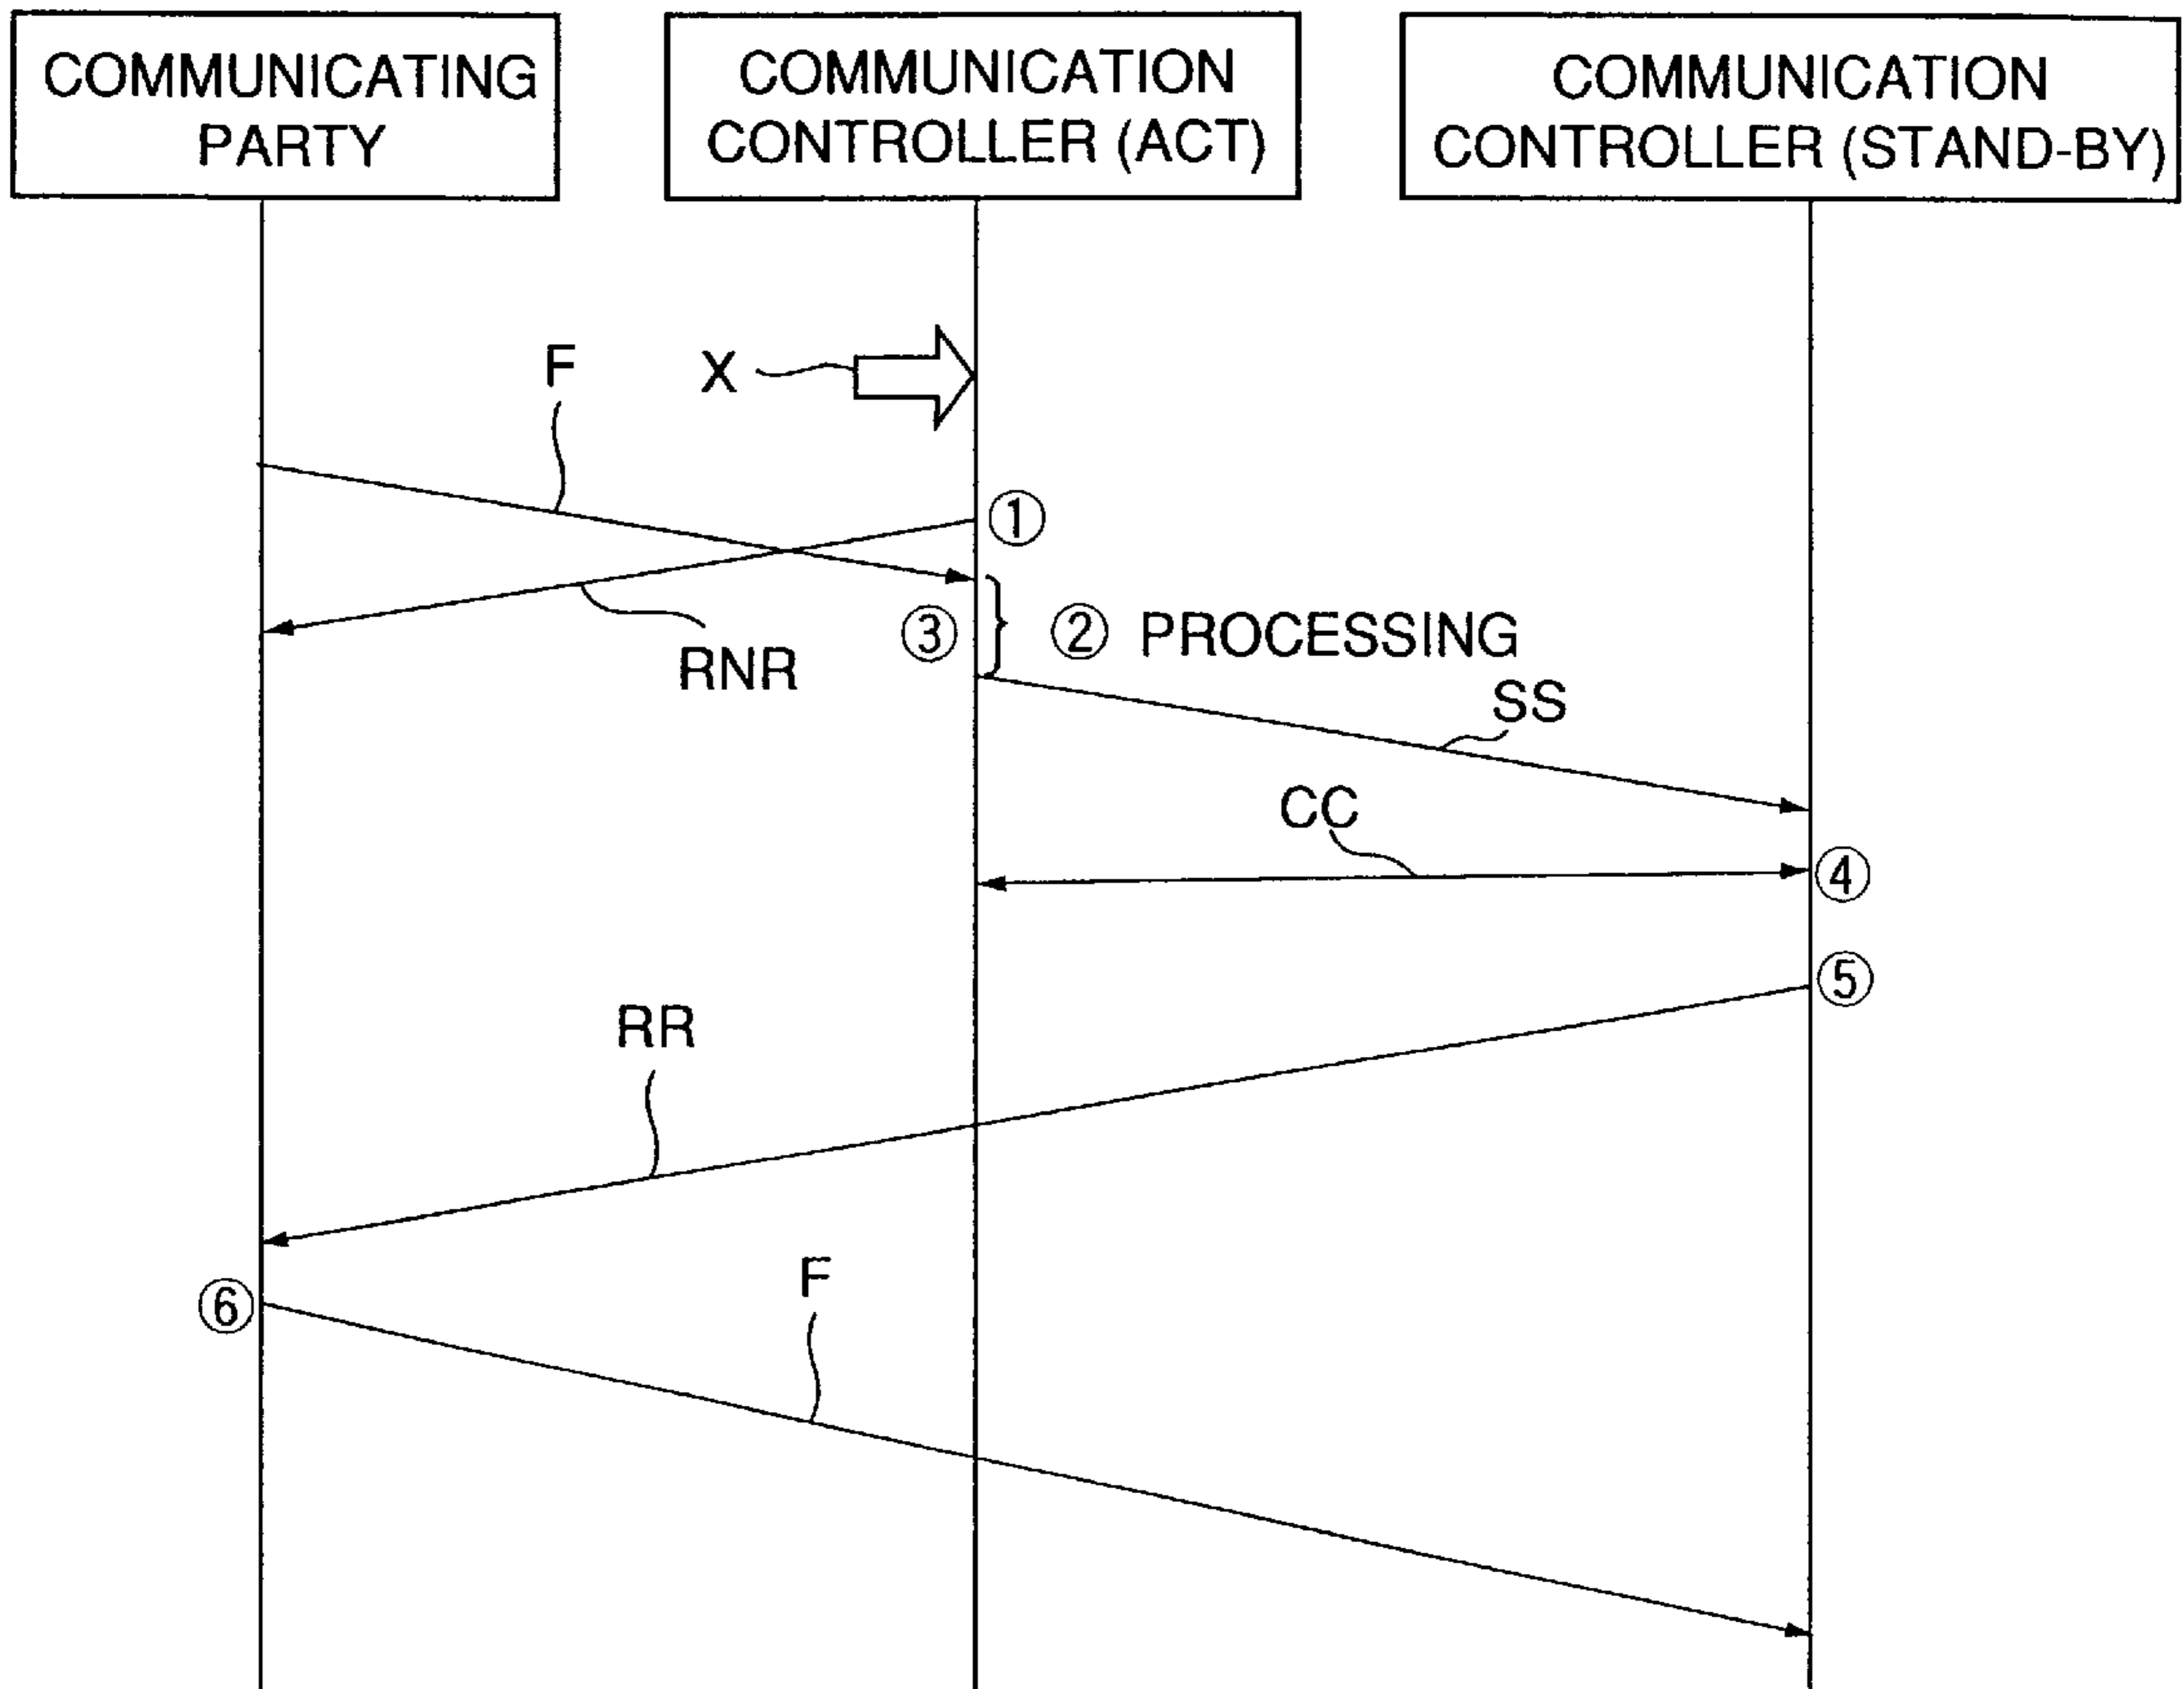 COMMUNICATING
PARTY
COMMUNICATION
CONTROLLER (ACT)
COMMUNICATION
CONTROLLER (STAND-BY)
F
X
①
③
② PROCESSING
RNR
SS
CC
④
⑤
RR
F
⑥